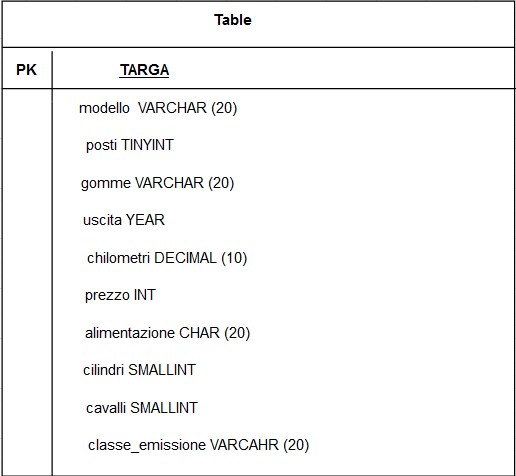 Table
PK TARGA
modello VARCHAR (20)
posti TINYINT
gomme VARCHAR (20)
uscita YEAR
chilometri DECIMAL (10)
prezzo INT
alimentazione CHAR (20)
cilindri SMALLINT
cavalli SMALLINT
classe_emissione VARCAHR (20)